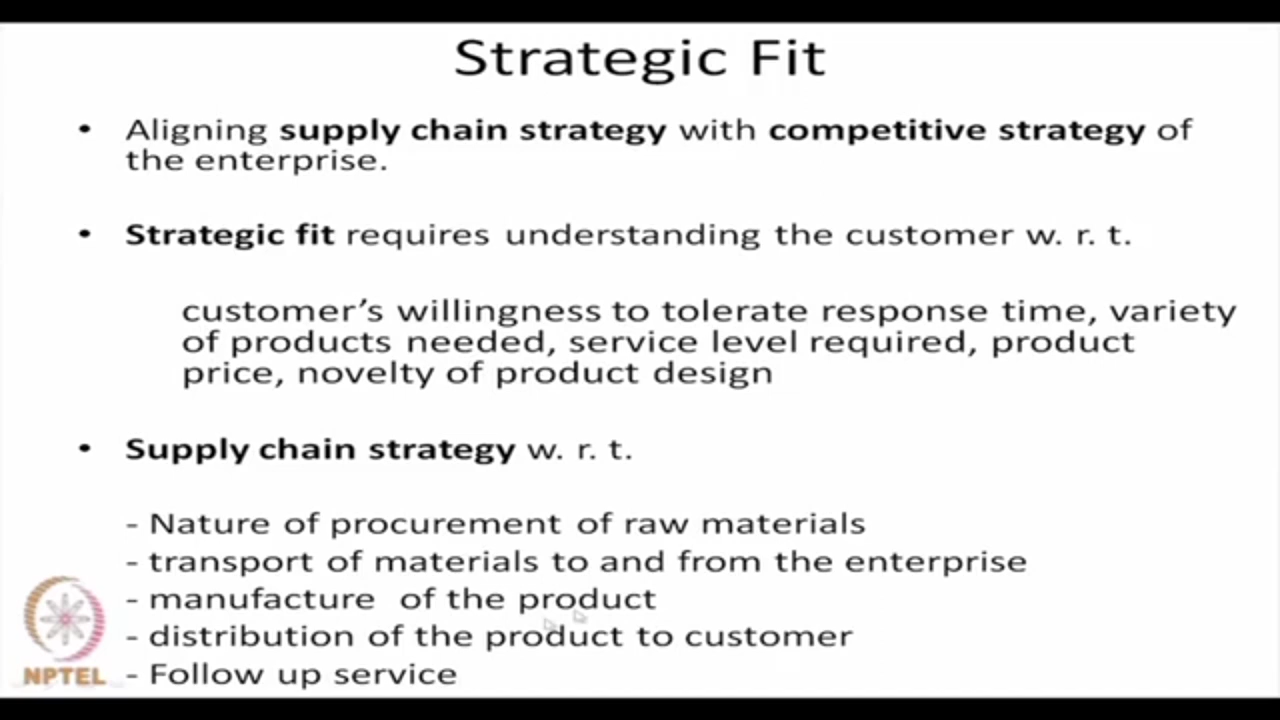 Strategic Fit
• Aligning supply chain strategy with competitive strategy of
the enterprise.
• Strategic fit requires understanding the customer w. r. t.
customer’s willingness to tolerate response time, variety
of products needed, service level required, product
price, novelty of product design
• Supply chain strategy w. r. t.
- Nature of procurement of raw materials
- transport of materials to and from the enterprise
- manufacture of the product
- distribution of the product to customer
- Follow up service
NPTEL